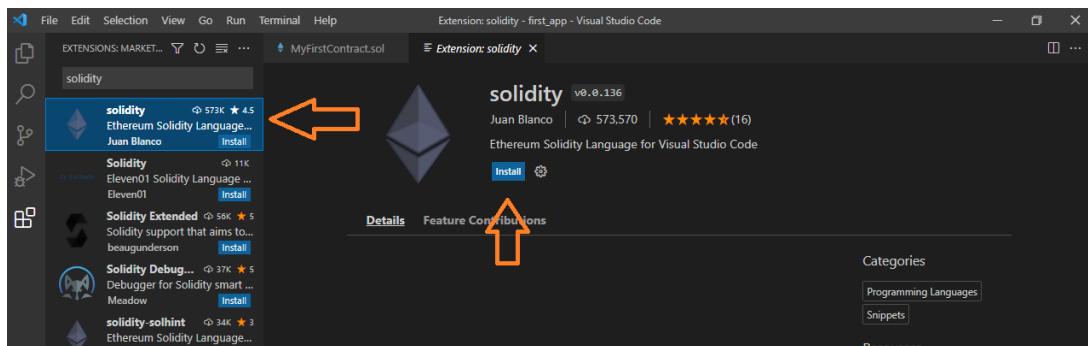 File Edit Selection View Go Run Terminal Help
Extension: solidity - first_app - Visual Studio Code
EXTENSIONS: MARKET...
MyFirstContract.sol
Extension: solidity
solidity
solidity 573K ★ 4.5
Ethereum Solidity Language...
Juan Blanco Install
Solidity 11K
Eleven01 Solidity Language ...
Eleven01 Install
Solidity Extended 56K ★ 5
Solidity support that aims to...
beaugunderson Install
Solidity Debug... 37K ★ 5
Debugger for Solidity smart ...
Meadow Install
solidity-solhint 34K ★ 3
Ethereum Solidity Language...
solidity v0.0.136
Juan Blanco 573,570 ★★★★★(16)
Ethereum Solidity Language for Visual Studio Code
Install
Details Feature Contributions
Categories
Programming Languages
Snippets